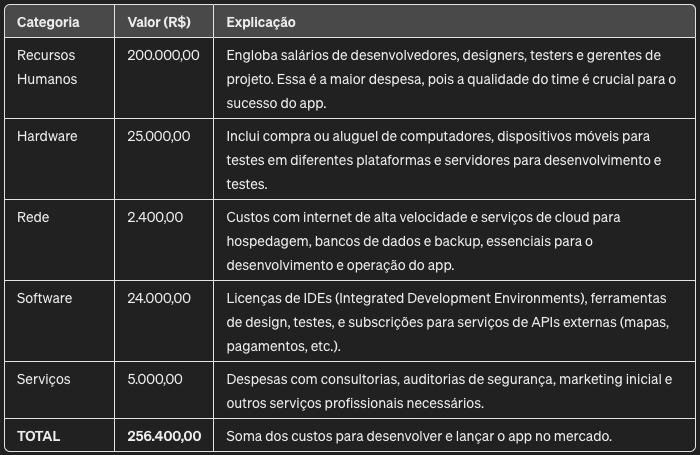 Categoria Valor (R$) Explicação
Recursos Humanos 200.000,00 Engloba salários de desenvolvedores, designers, testers e gerentes de
projeto. Essa é a maior despesa, pois a qualidade do time é crucial para o
sucesso do app.
Hardware 25.000,00 Inclui compra ou aluguel de computadores, dispositivos móveis para
testes em diferentes plataformas e servidores para desenvolvimento e
testes.
Rede 2.400,00 Custos com internet de alta velocidade e serviços de cloud para
hospedagem, bancos de dados e backup, essenciais para o
desenvolvimento e operação do app.
Software 24.000,00 Licenças de IDEs (Integrated Development Environments), ferramentas
de design, testes, e subscrições para serviços de APIs externas (mapas,
pagamentos, etc.).
Serviços 5.000,00 Despesas com consultorias, auditorias de segurança, marketing inicial e
outros serviços profissionais necessários.
TOTAL 256.400,00 Soma dos custos para desenvolver e lançar o app no mercado.